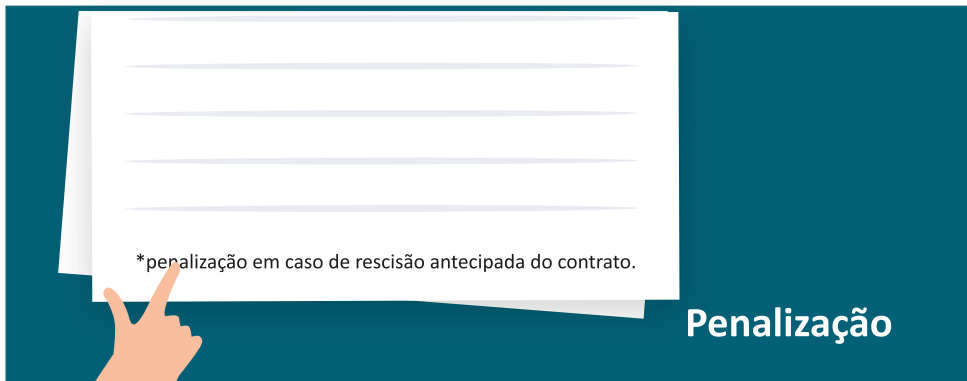 *penalização em caso de rescisão antecipada do contrato.
Penalização